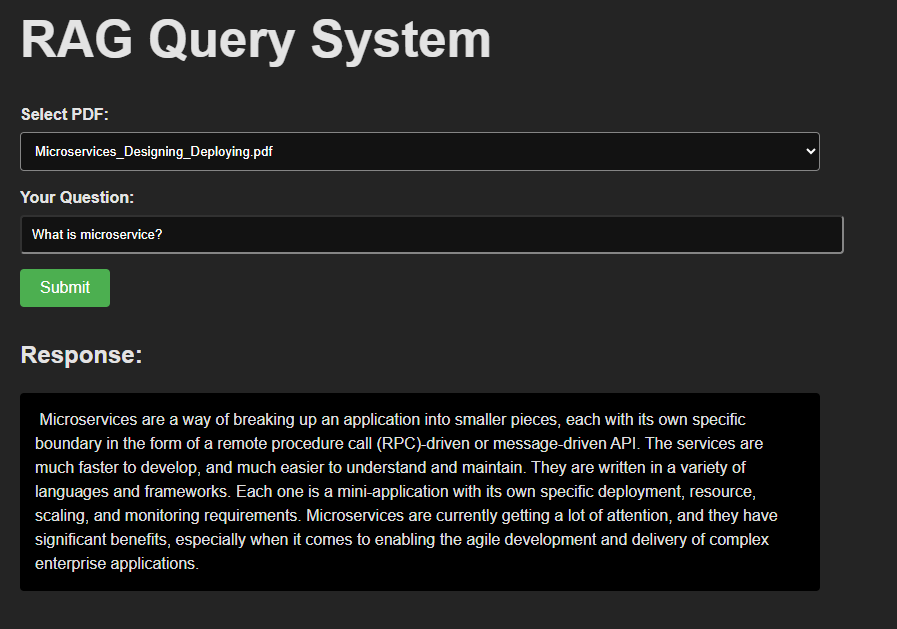 RAG Query System
Select PDF:
Microservices_Designing_Deploying.pdf
Your Question:
What is microservice?
Submit
Response:
Microservices are a way of breaking up an application into smaller pieces, each with its own specific
boundary in the form of a remote procedure call (RPC)-driven or message-driven API. The services are
much faster to develop, and much easier to understand and maintain. They are written in a variety of
languages and frameworks. Each one is a mini-application with its own specific deployment, resource,
scaling, and monitoring requirements. Microservices are currently getting a lot of attention, and they have
significant benefits, especially when it comes to enabling the agile development and delivery of complex
enterprise applications.